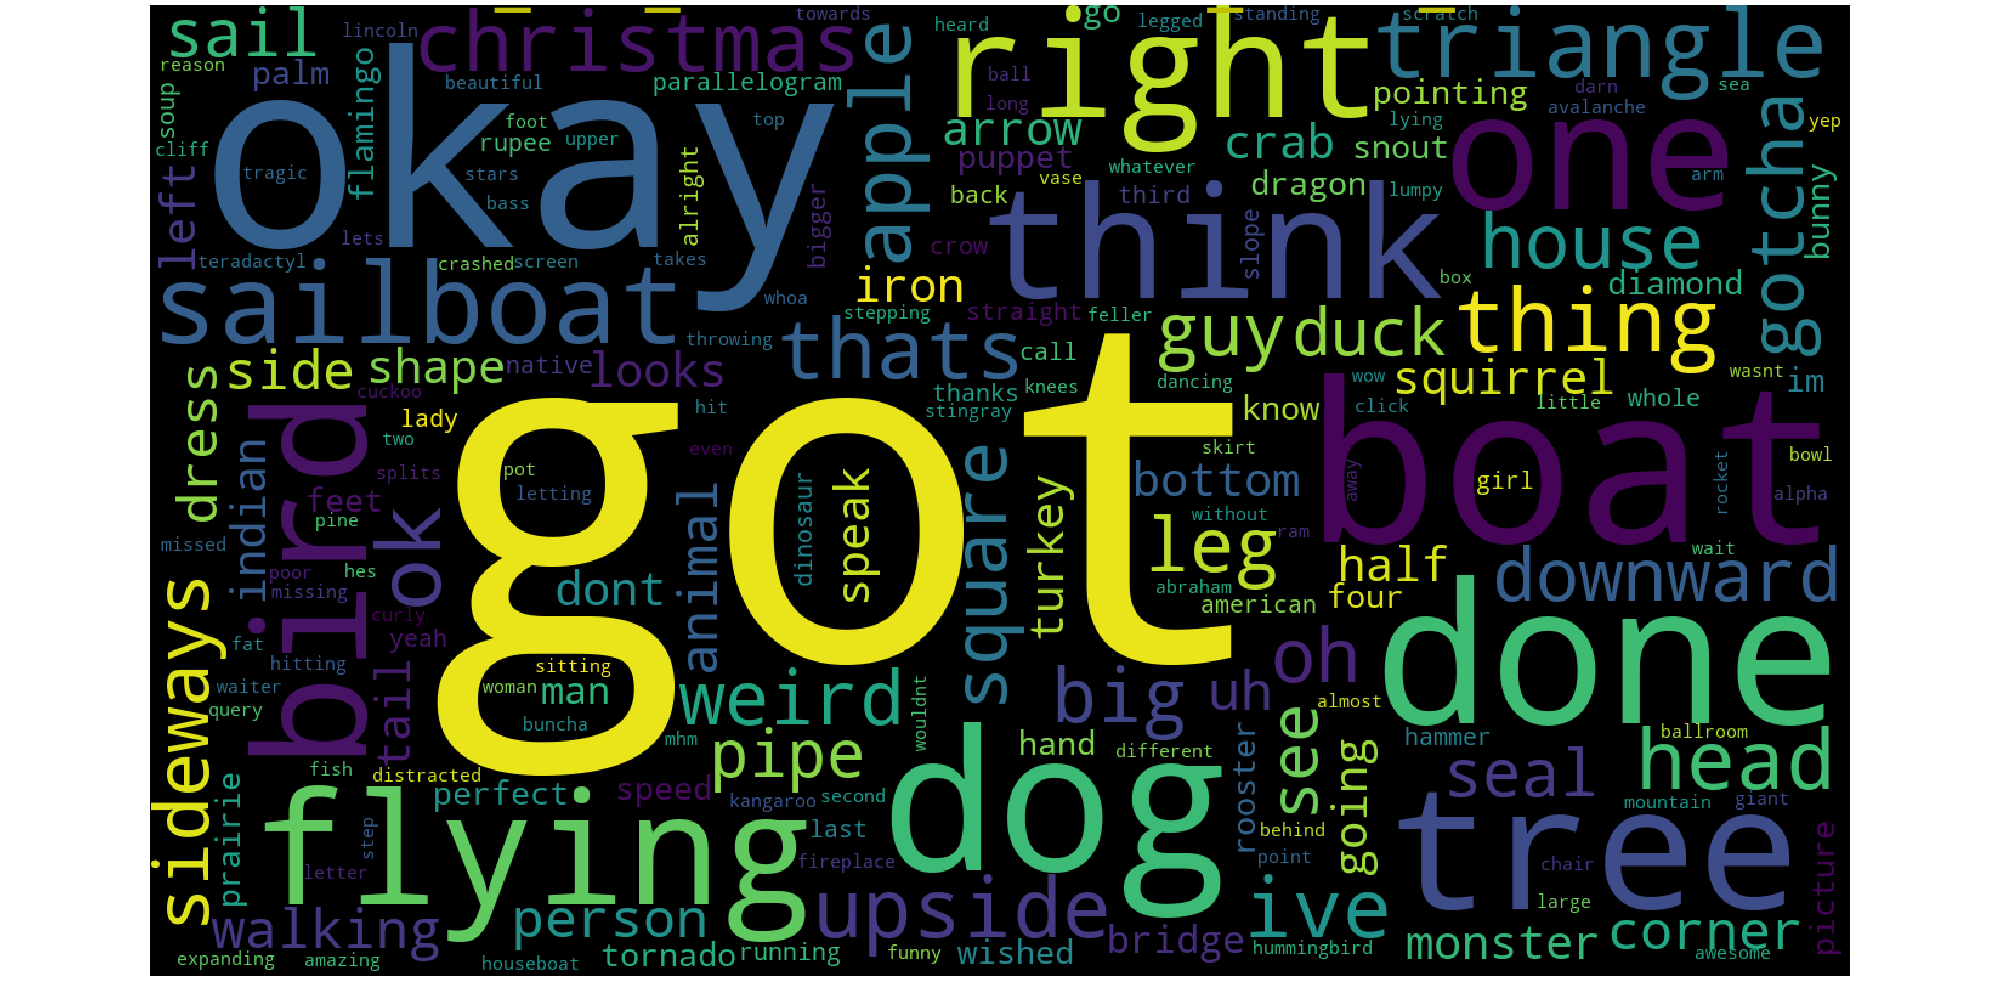 sail
lincoln
christmas
towards
heard
go
legged
standing
scratch
triangle
reason
palm
flamingo
beautiful
parallelogram
apple
right
ball
long
pointing
darn
avalanche
sea
gotcha
soup
okay
foot
upper
top
rupee
arrow
crab
lying
snout
one
yep
cliff
tragic
stars
bass
alright
puppet
whatever
vase
back
third
dragon
lumpy
arm
bunny
left
lets
bigger
crow
think
slope
house
teradactyl
crashed
screen
takes
whoa
iron
box
diamond
sailboat
throwing
stepping
straight
feller
guy
duck
thing
side
shape
native
looks
thats
call
squirrel
wasnt
im
dress
cuckoo
lady
hit
thanks
knees
dancing
wow
little
whole
stingray
know
click
bird
two
got
even
skirt
boat
girl
bowl
indian
feet
splits
pot
letting
animal
dinosaur
speak
square
turkey
bottom
away
rocket
alpha
pine
ok
without
leg
ram
missed
poor
hes
missing
dont
abraham
half
wait
downward
curly
american
four
sideways
fat
yeah
hitting
tail
sitting
oh
done
waiter
woman
man
weird
big
uh
almost
query
buncha
mhm
wouldnt
see
hammer
ballroom
fish
distracted
pipe
hand
different
rooster
going
seal
head
prairie
perfect
speed
kangaroo
second
dog
mountain
giant
flying
step
last
behind
tree
picture
letter
fireplace
point
chair
large
walking
person
upside
ive
corner
tornado
running
funny
wished
bridge
hummingbird
monster
awesome
expanding
amazing
houseboat